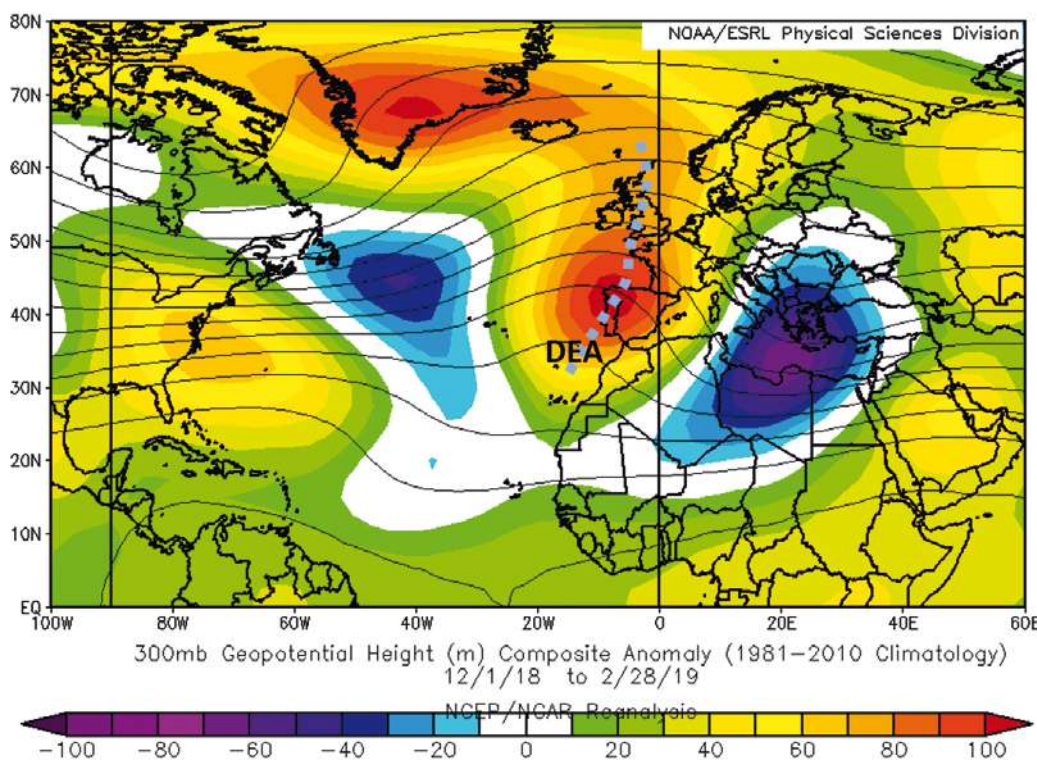 80N
NOAA/ESRL Physical Sciences Division
70N
60N
50N
40N
DEA
30N
20N
10N
EQ
100W 80W 60W 40W 20W 0 20E 40E 60E
300mb Geopotential Height (m) Composite Anomaly (1981-2010 Climatology)
12/1/18 to 2/28/19
NCEP/NCAR Reanalysis
-100 -80 -60 -40 -20 0 20 30 50 60 80 100